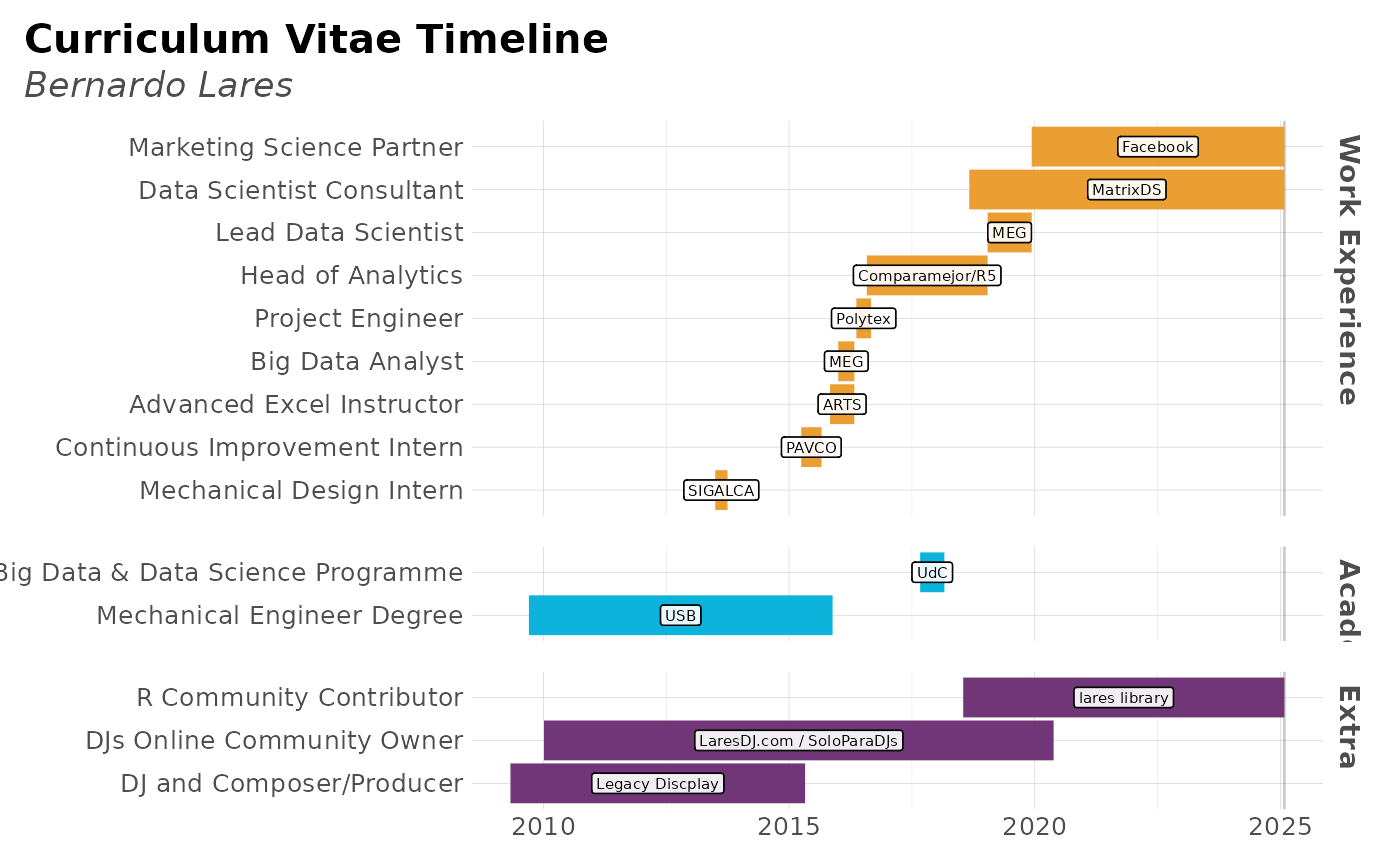 Curriculum Vitae Timeline
Bernardo Lares
Marketing Science Partner
Facebook
Data Scientist Consultant
MatrixDS
Lead Data Scientist
MEG
Head of Analytics
Comparamejor/R5
Project Engineer
Polytex
Big Data Analyst
MEG
Advanced Excel Instructor
ARTS
Continuous Improvement Intern
PAVCO
Mechanical Design Intern
SIGALCA
Work Experience
Big Data & Data Science Programme
UdC
Mechanical Engineer Degree
USB
R Community Contributor
lares library
DJs Online Community Owner
LaresDJ.com / SoloParaDJs
DJ and Composer/Producer
Legacy Discplay
Extra
2010 2015 2020 2025